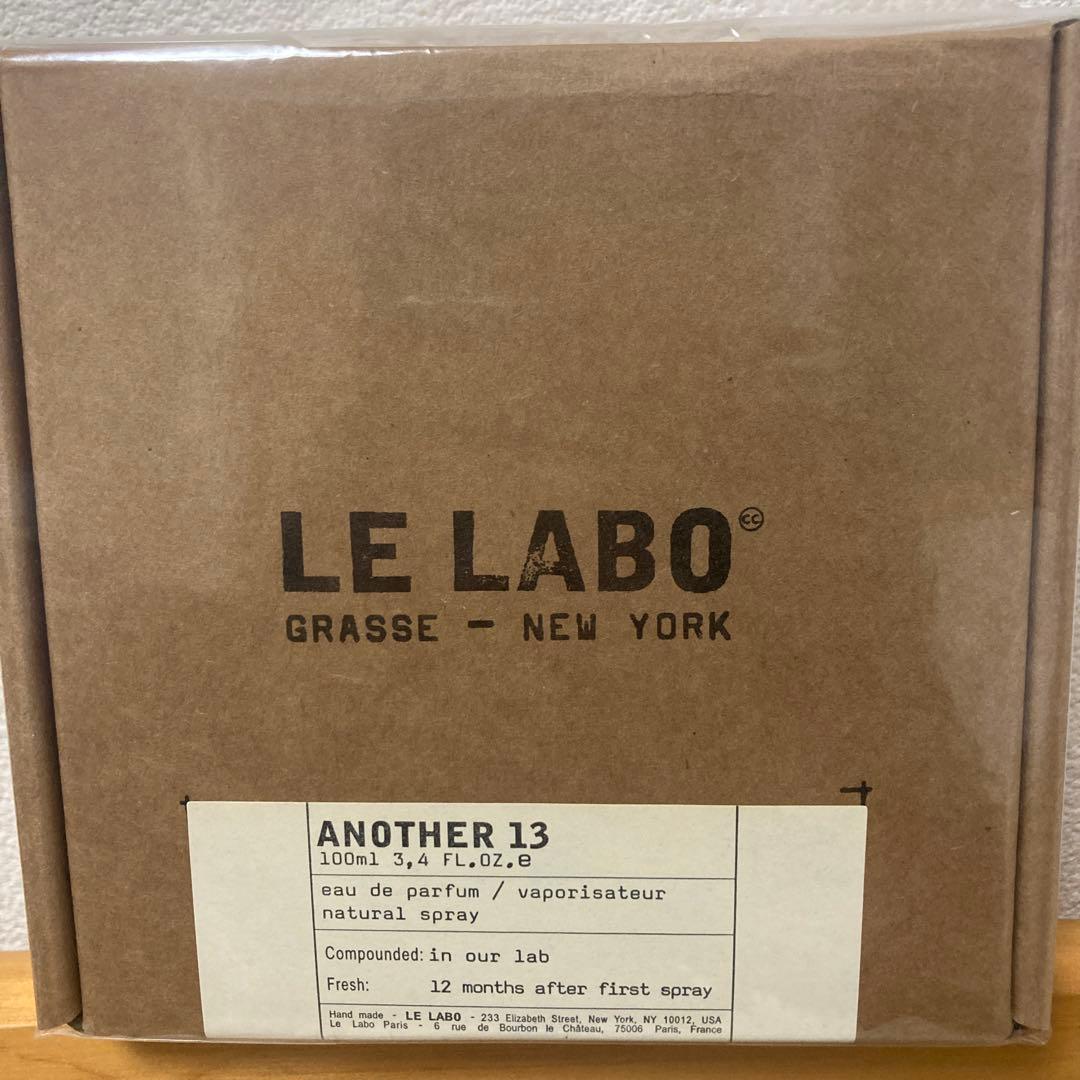 LE LABO
GRASSE - NEW YORK
ANOTHER 13
100ml 3,4 FL.OZ.e
eau de parfum / vaporisateur
natural spray
Compounded: in our lab
Fresh: 12 months after first spray
Hand made - LE LABO - 233 Elizabeth Street, New York, NY 10012, USA
Le Labo Paris - 6 rue de Bourbon le Château, 75006 Paris, France